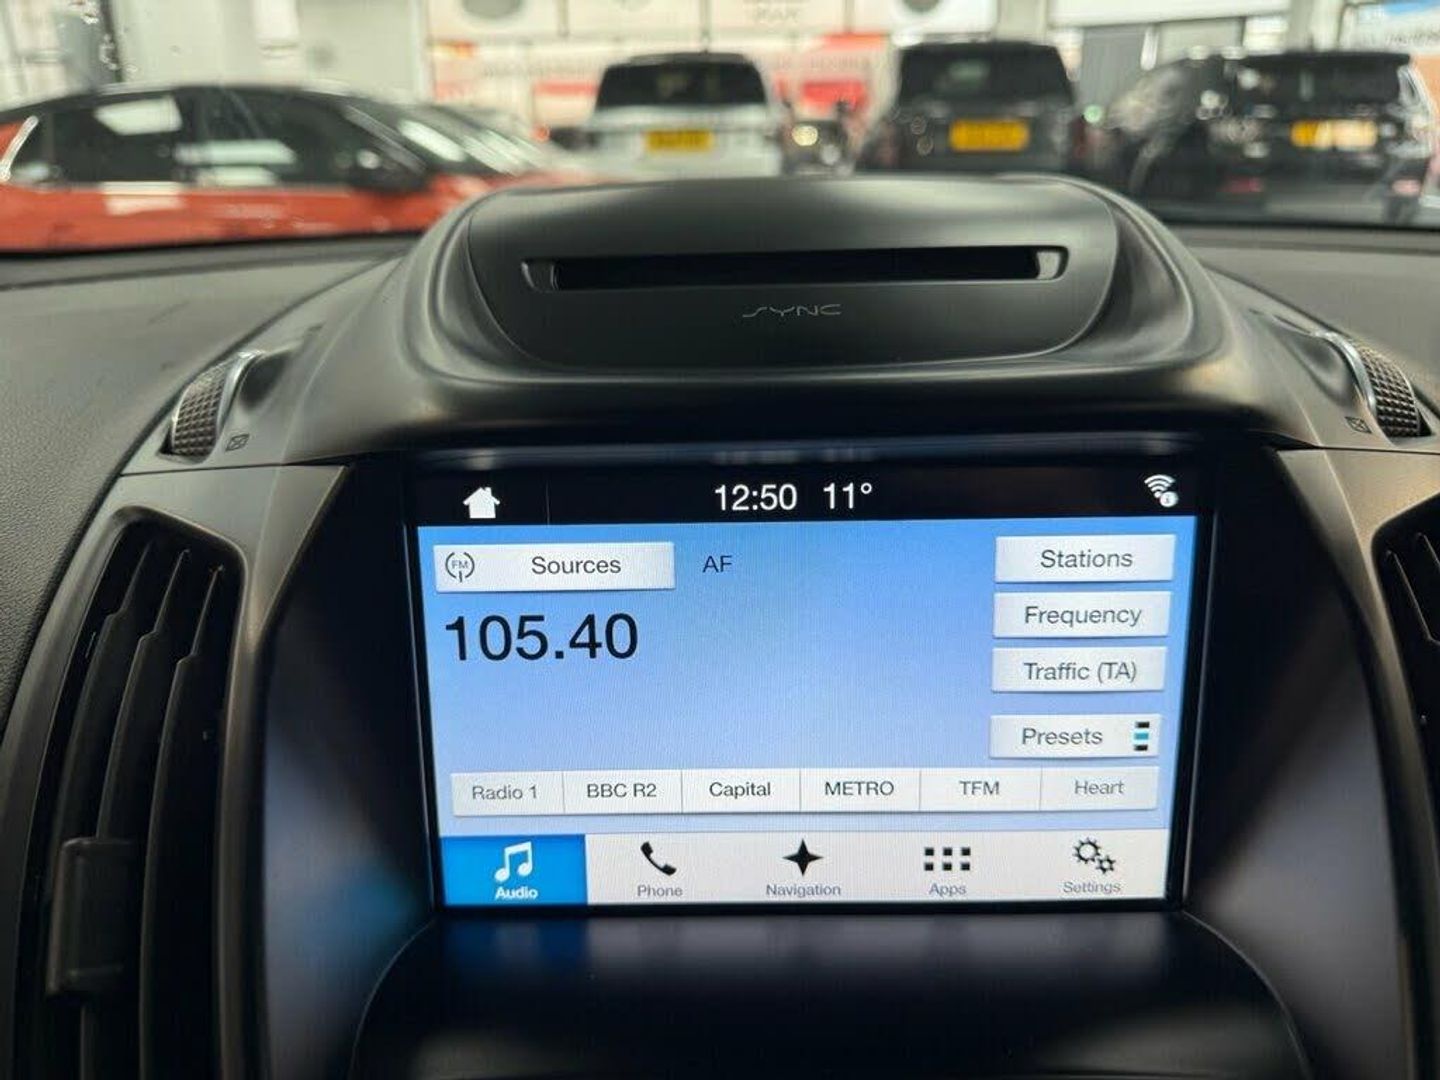 SYNC
12:50 11°
FM Sources AF
Stations
105.40
Frequency
Traffic (TA)
Presets
Radio 1 BBC R2 Capital METRO TFM Heart
Audio Phone Navigation Apps Settings